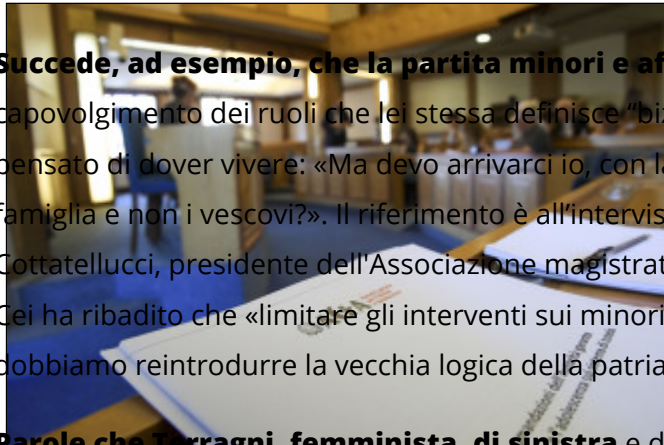 Succede, ad esempio, che la partita minori e af
capovolgimento dei ruoli che lei stessa definisce “biz
pensato di dover vivere: «Ma devo arrivarci io, con la
famiglia e non i vescovi?». Il riferimento è all'intervis
Cottatellucci, presidente dell'Associazione magistrat
Cei ha ribadito che «limitare gli interventi sui minori
dobbiamo reintrodurre la vecchia logica della patria
Parole che Terragni, femminista, di sinistra e d